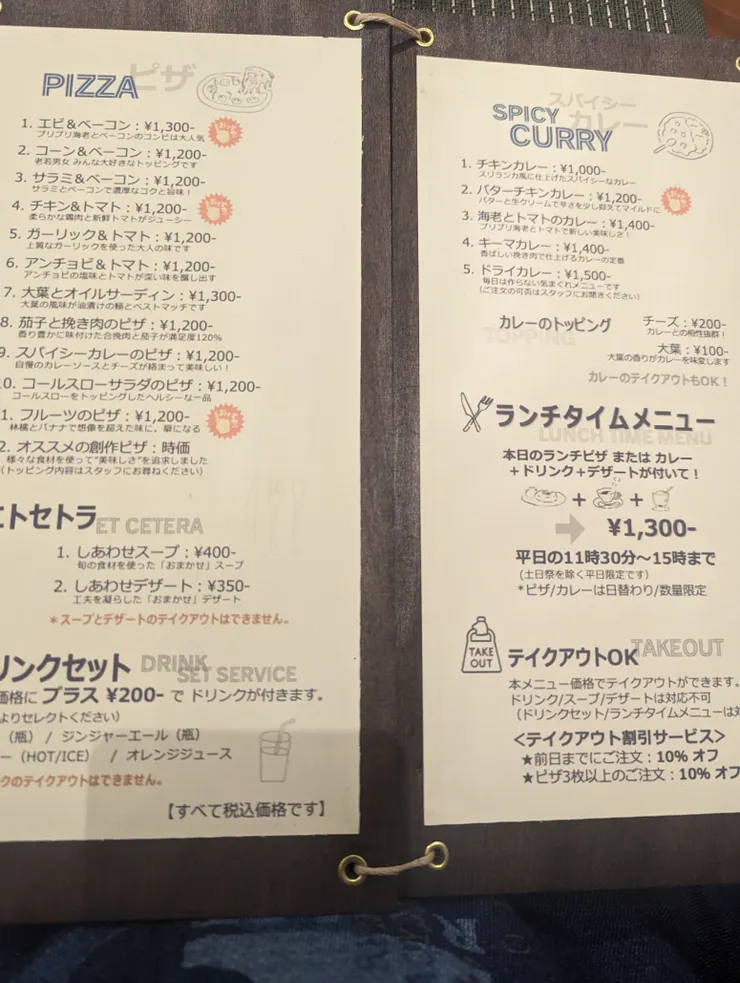 PIZZA ピザ
1. エビ&ベーコン：¥1,300-
プリプリ海老とベーコンのコンビは大人気
2. コーン&ベーコン：¥1,200-
老若男女 みんな大好きなトッピングです
3. サラミ&ベーコン：¥1,200-
サラミとベーコンで濃厚なコクと旨味！
4. チキン&トマト：¥1,200-
柔らかな鶏肉と新鮮トマトがジューシー
5. ガーリック&トマト：¥1,200-
上質なガーリックを使った大人の味です
6. アンチョビ&トマト：¥1,200-
アンチョビの塩味とトマトが深い味を醸し出す
7. 大葉とオイルサーディン：¥1,300-
大葉の風味が油漬けの鰯とベストマッチです
8. 茄子と挽き肉のピザ：¥1,200-
香り豊かに味付けた合挽肉と茄子が満足度120%
9. スパイシーカレーのピザ：¥1,200-
自慢のカレーソースとチーズが絡まって美味しい！
0. コールスローサラダのピザ：¥1,200-
コールスローをトッピングしたヘルシーな一品
1. フルーツのピザ：¥1,200-
林檎とバナナで想像を超えた味に、癖になる
2. オススメの創作ピザ：時価
様々な食材を使って"美味しさ"を追求しました
（トッピング内容はスタッフにお尋ねください）
エトセトラ ET CETERA
1. しあわせスープ：¥400-
旬の食材を使った「おまかせ」スープ
2. しあわせデザート：¥350-
工夫を凝らした「おまかせ」デザート
＊スープとデザートのテイクアウトはできません。
リンクセット DRINK SET SERVICE
価格に プラス ¥200- で ドリンクが付きます。
よりセレクトください）
（瓶）/ ジンジャーエール（瓶）
ー（HOT/ICE） / オレンジジュース
クのテイクアウトはできません。
【すべて税込価格です】
スパイシー カレー
SPICY CURRY
1. チキンカレー：¥1,000-
スリランカ風に仕上げたスパイシーなカレー
2. バターチキンカレー：¥1,200-
バターと生クリームで辛さを少し抑えてマイルドに
3. 海老とトマトのカレー：¥1,400-
プリプリ海老とトマトで新しい美味しさ！
4. キーマカレー：¥1,400-
香ばしい挽き肉で仕上げるカレーの定番
5. ドライカレー：¥1,500-
毎日は作らない気まぐれメニューです
（ご注文の可否はスタッフにお聞きください）
カレーのトッピング TOPPING
チーズ：¥200-
カレーとの相性抜群！
大葉：¥100-
大葉の香りがカレーを味変します
カレーのテイクアウトもOK！
ランチタイムメニュー
LUNCH TIME MENU
本日のランチピザ または カレー
＋ドリンク＋デザートが付いて！
¥1,300-
平日の11時30分〜15時まで
（土日祭を除く平日限定です）
＊ピザ/カレーは日替わり/数量限定
TAKE OUT
テイクアウトOK TAKEOUT
本メニュー価格でテイクアウトができます。
ドリンク/スープ/デザートは対応不可
（ドリンクセット/ランチタイムメニューは対
＜テイクアウト割引サービス＞
★前日までにご注文：10% オフ
★ピザ3枚以上のご注文：10% オフ